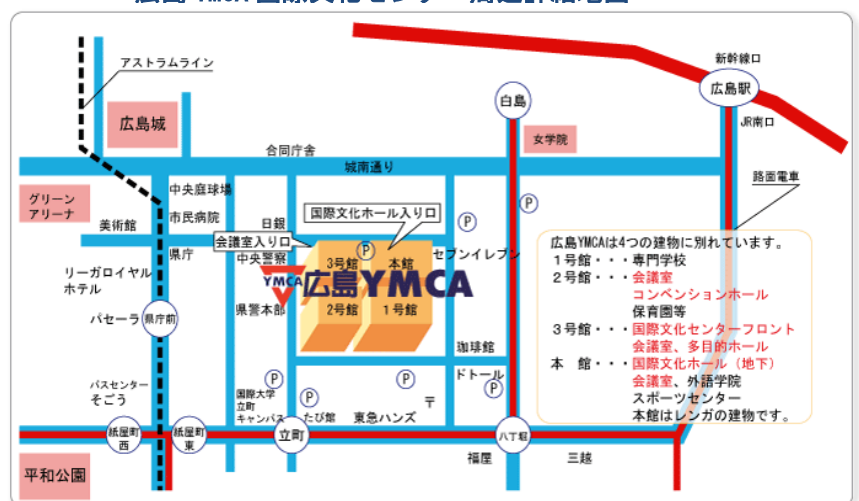 アストラムライン
新幹線口
広島駅
JR南口
白島
広島城
女学院
合同庁舎
城南通り
路面電車
グリーン
アリーナ
中央庭球場
市民病院
美術館
日銀
国際文化ホール入り口
会議室入り口
県庁
中央警察
セブンイレブン
3号館
本館
リーガロイヤル
ホテル
YMCA
広島YMCA
県警本部
2号館
1号館
パセーラ
県庁前
珈琲館
ドトール
バスセンター
そごう
国際大学
立町
キャンパス
たび館
東急ハンズ
〒
P
P
P
P
P
P
P
紙屋町
西
紙屋町
東
立町
八丁堀
福屋
三越
平和公園
広島YMCAは4つの建物に別れています。
1号館・・・専門学校
2号館・・・会議室
コンベンションホール
保育園等
3号館・・・国際文化センターフロント
会議室、多目的ホール
本 館・・・国際文化ホール（地下）
会議室、外語学院
スポーツセンター
本館はレンガの建物です。